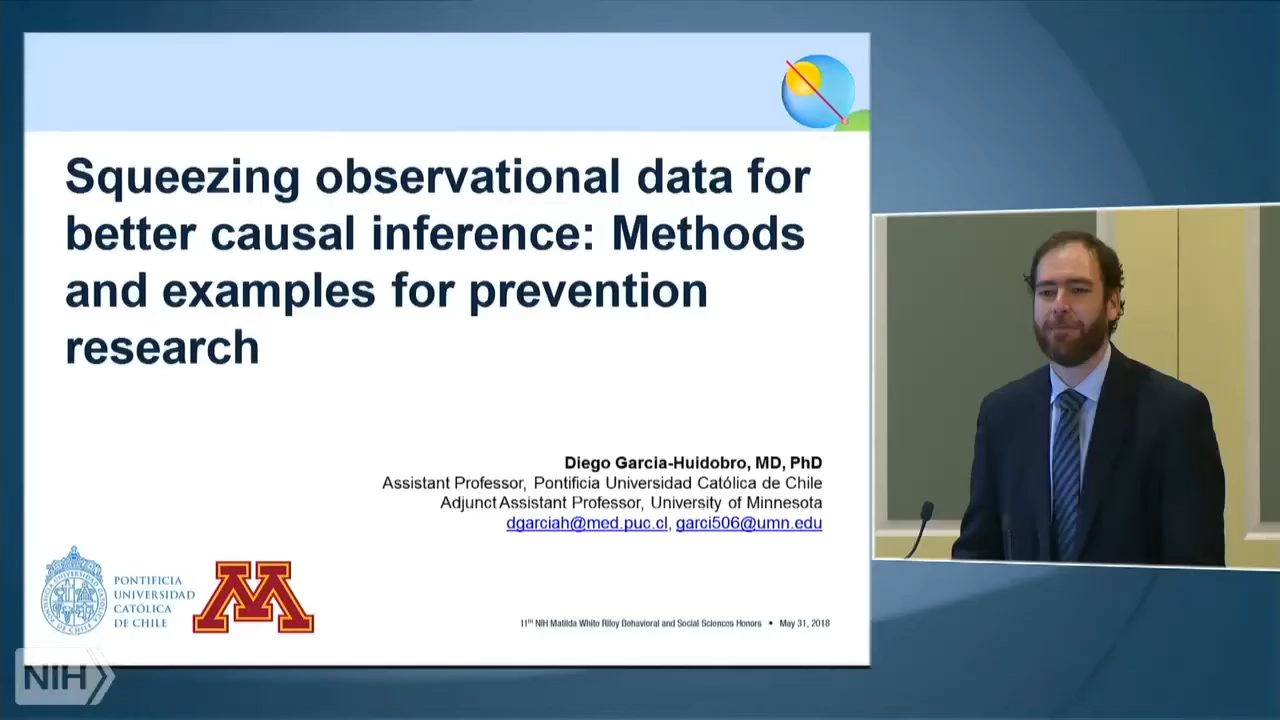 Squeezing observational data for
better causal inference: Methods
and examples for prevention
research
Diego Garcia-Huidobro, MD, PhD
Assistant Professor, Pontificia Universidad Católica de Chile
Adjunct Assistant Professor, University of Minnesota
dgarciah@med.puc.cl, garci506@umn.edu
PONTIFICIA
UNIVERSIDAD
CATÓLICA
DE CHILE
M
11TH NIH Matilda White Riley Behavioral and Social Sciences Honors • May 31, 2018
NIH